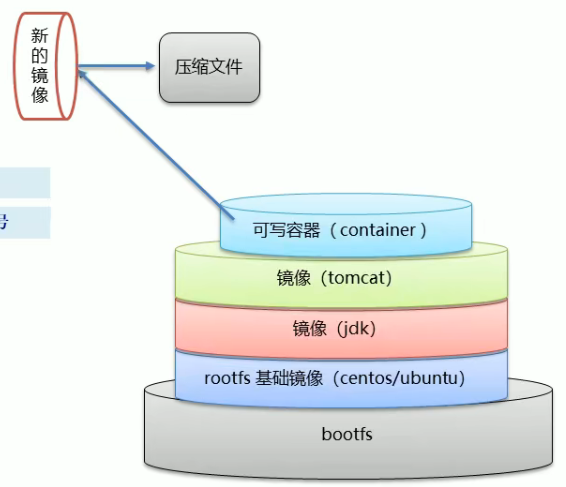 新的镜像
压缩文件
号
可写容器（container）
镜像（tomcat）
镜像（jdk）
rootfs 基础镜像（centos/ubuntu）
bootfs